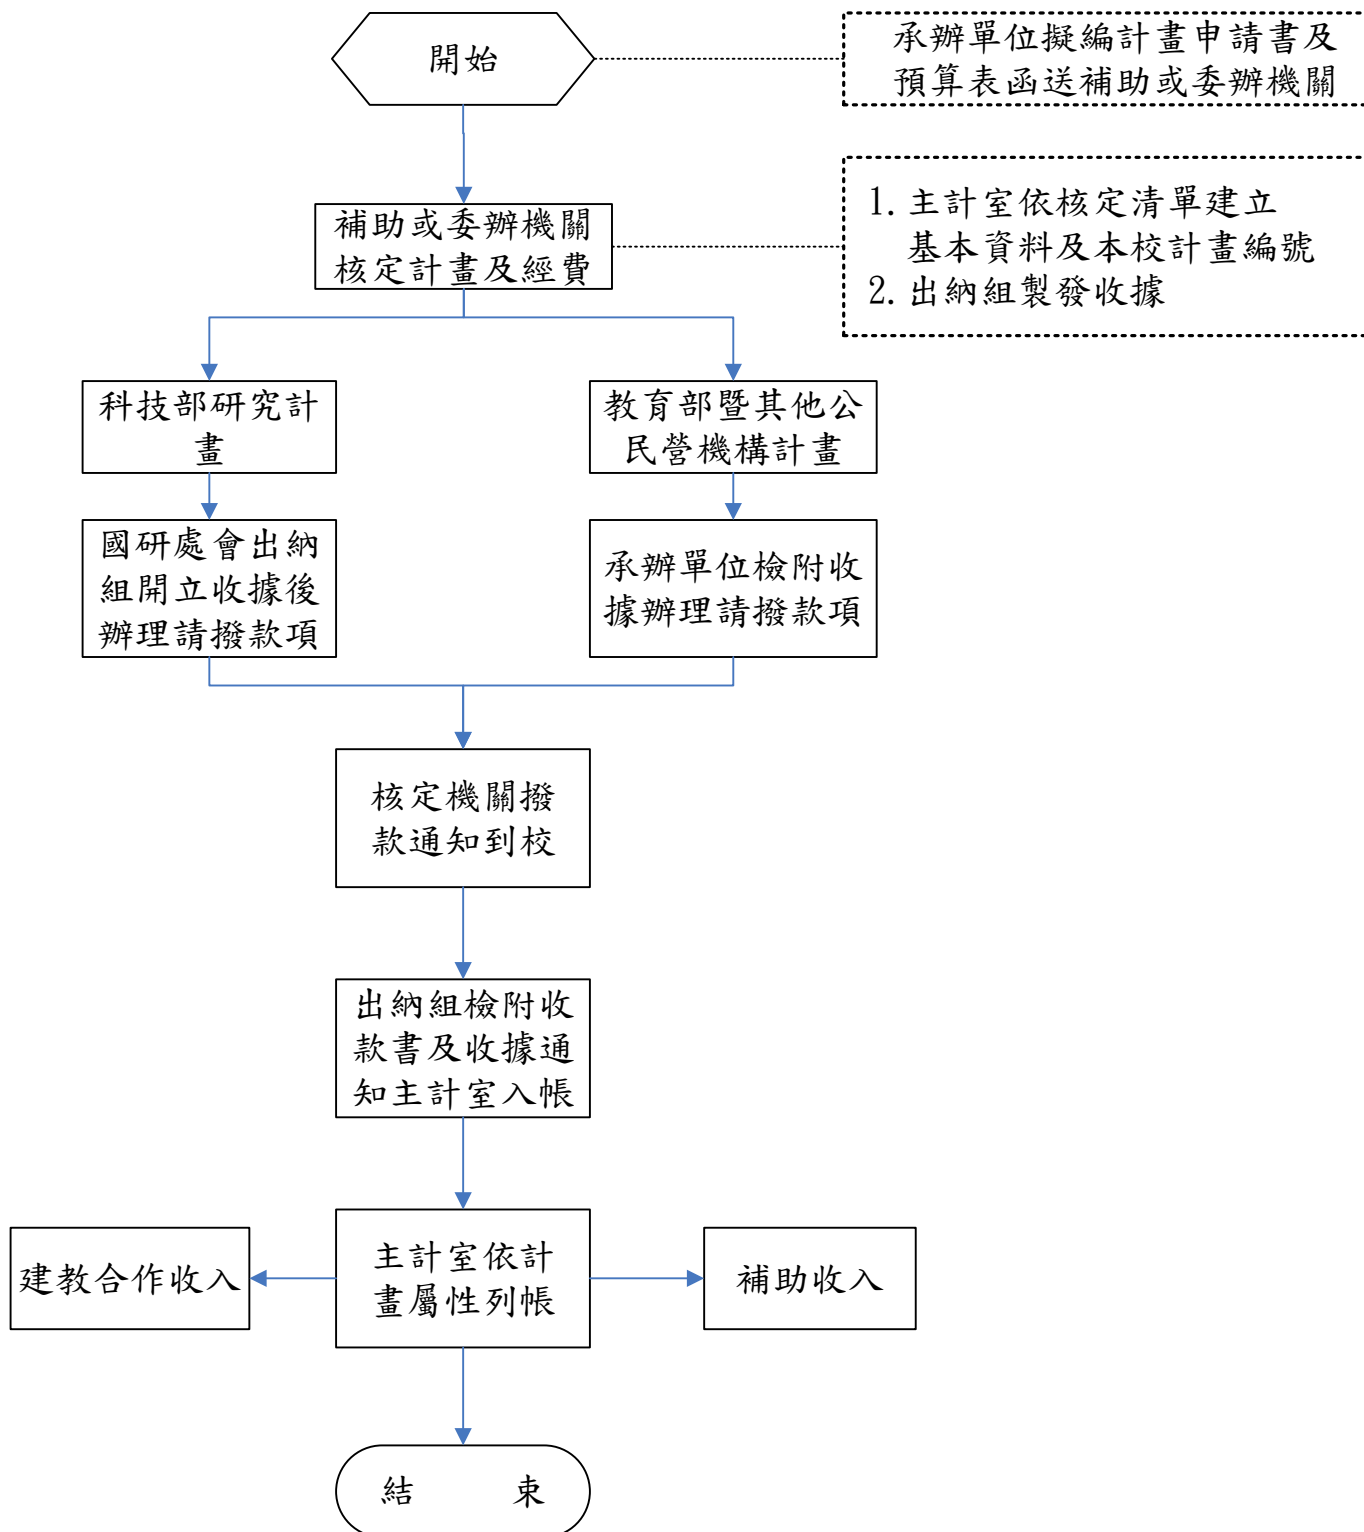 開始
承辦單位擬編計畫申請書及
預算表函送補助或委辦機關
補助或委辦機關
核定計畫及經費
1. 主計室依核定清單建立
基本資料及本校計畫編號
2. 出納組製發收據
科技部研究計
畫
教育部暨其他公
民營機構計畫
國研處會出納
組開立收據後
辦理請撥款項
承辦單位檢附收
據辦理請撥款項
核定機關撥
款通知到校
出納組檢附收
款書及收據通
知主計室入帳
建教合作收入
主計室依計
畫屬性列帳
補助收入
結 束